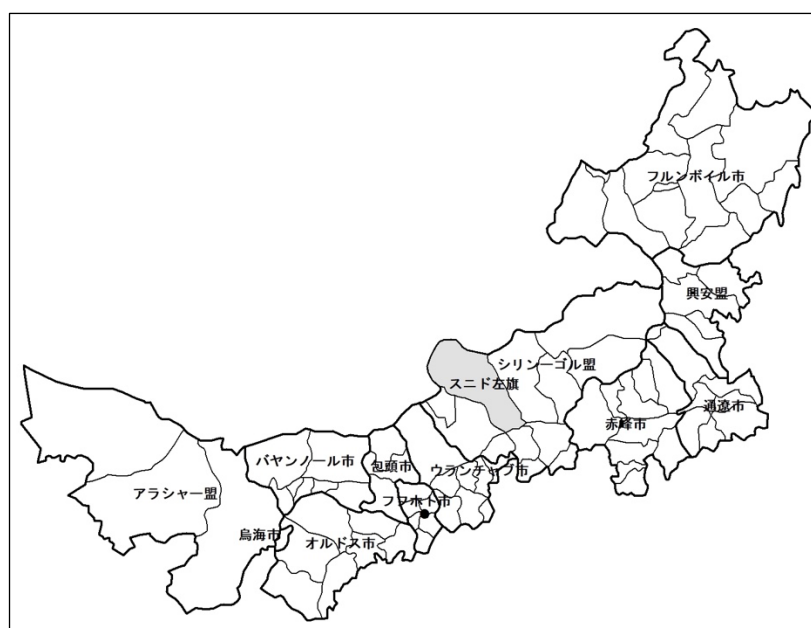 フルンボイル市
興安盟
シリンーゴル盟
スニド左旗
通遼市
赤峰市
バヤンノール市
包頭市
ウランチャブ市
アラシャー盟
フフホト市
烏海市
オルドス市